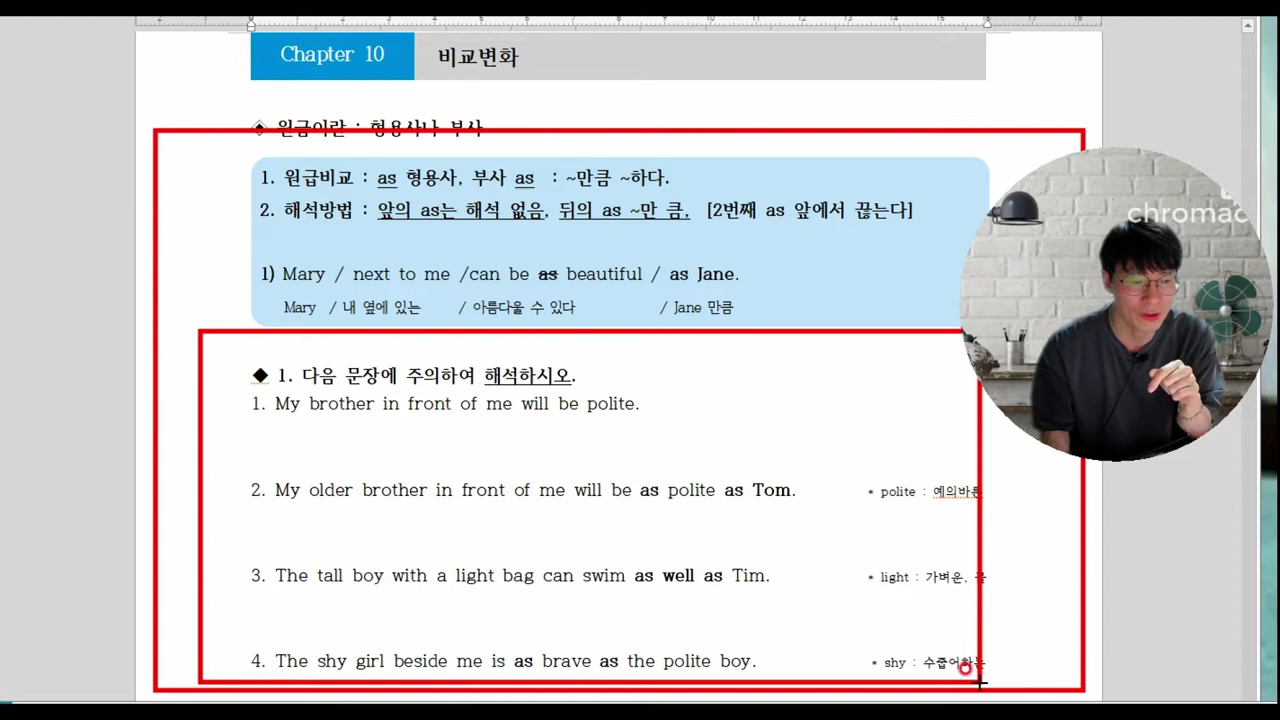 Chapter 10 비교변화
◈ 원급이란 : 형용사나 부사
1. 원급비교 : as 형용사, 부사 as : ~만큼 ~하다.
2. 해석방법 : 앞의 as는 해석 없음, 뒤의 as ~만 큼, [2번째 as 앞에서 끊는다]
1) Mary / next to me /can be as beautiful / as Jane.
Mary / 내 옆에 있는 / 아름다울 수 있다 / Jane 만큼
chromac
◆ 1. 다음 문장에 주의하여 해석하시오.
1. My brother in front of me will be polite.
2. My older brother in front of me will be as polite as Tom. * polite : 예의바른
3. The tall boy with a light bag can swim as well as Tim. * light : 가벼운,
4. The shy girl beside me is as brave as the polite boy. * shy : 수줍어하는